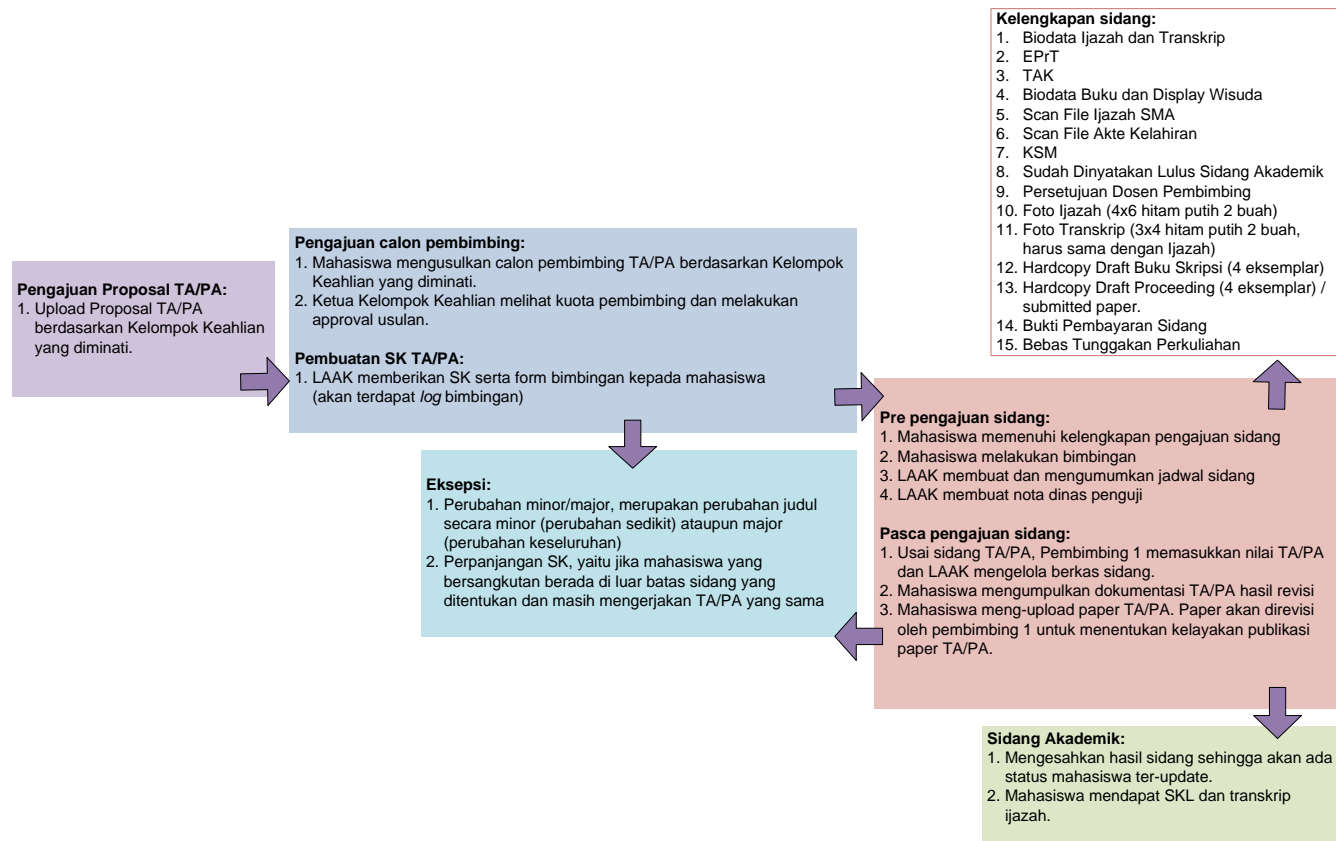 Pengajuan Proposal TA/PA:
1. Upload Proposal TA/PA
berdasarkan Kelompok Keahlian
yang diminati.
Pengajuan calon pembimbing:
1. Mahasiswa mengusulkan calon pembimbing TA/PA berdasarkan Kelompok
Keahlian yang diminati.
2. Ketua Kelompok Keahlian melihat kuota pembimbing dan melakukan
approval usulan.
Pembuatan SK TA/PA:
1. LAAK memberikan SK serta form bimbingan kepada mahasiswa
(akan terdapat log bimbingan)
Eksepsi:
1. Perubahan minor/major, merupakan perubahan judul
secara minor (perubahan sedikit) ataupun major
(perubahan keseluruhan)
2. Perpanjangan SK, yaitu jika mahasiswa yang
bersangkutan berada di luar batas sidang yang
ditentukan dan masih mengerjakan TA/PA yang sama
Kelengkapan sidang:
1. Biodata Ijazah dan Transkrip
2. EPrT
3. TAK
4. Biodata Buku dan Display Wisuda
5. Scan File Ijazah SMA
6. Scan File Akte Kelahiran
7. KSM
8. Sudah Dinyatakan Lulus Sidang Akademik
9. Persetujuan Dosen Pembimbing
10. Foto Ijazah (4x6 hitam putih 2 buah)
11. Foto Transkrip (3x4 hitam putih 2 buah,
harus sama dengan Ijazah)
12. Hardcopy Draft Buku Skripsi (4 eksemplar)
13. Hardcopy Draft Proceeding (4 eksemplar) /
submitted paper.
14. Bukti Pembayaran Sidang
15. Bebas Tunggakan Perkuliahan
Pre pengajuan sidang:
1. Mahasiswa memenuhi kelengkapan pengajuan sidang
2. Mahasiswa melakukan bimbingan
3. LAAK membuat dan mengumumkan jadwal sidang
4. LAAK membuat nota dinas penguji
Pasca pengajuan sidang:
1. Usai sidang TA/PA, Pembimbing 1 memasukkan nilai TA/PA
dan LAAK mengelola berkas sidang.
2. Mahasiswa mengumpulkan dokumentasi TA/PA hasil revisi
3. Mahasiswa meng-upload paper TA/PA. Paper akan direvisi
oleh pembimbing 1 untuk menentukan kelayakan publikasi
paper TA/PA.
Sidang Akademik:
1. Mengesahkan hasil sidang sehingga akan ada
status mahasiswa ter-update.
2. Mahasiswa mendapat SKL dan transkrip
ijazah.